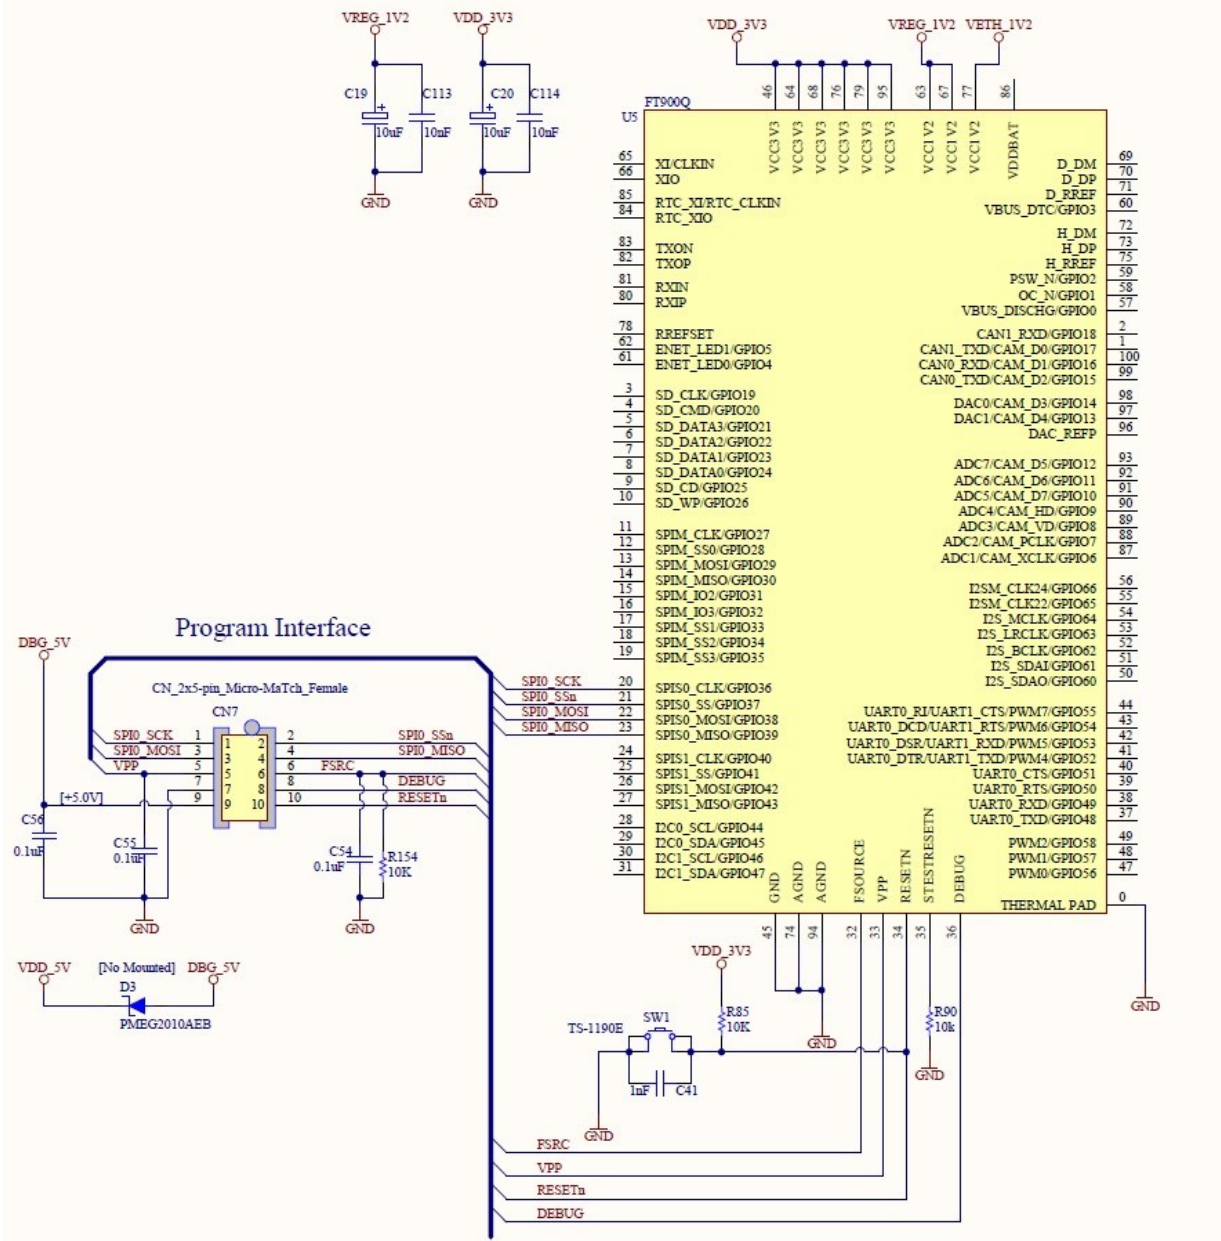 VREG_1V2 VDD_3V3
C19 C113 C20 C114
+ +
10uF 10nF 10uF 10nF
GND GND
VDD_3V3 VREG_1V2 VETH_1V2
46 64 68 76 79 95 63 67 77 86
U5 FT900Q
VCC3V3 VCC3V3 VCC3V3 VCC3V3 VCC3V3 VCC3V3 VCC1V2 VCC1V2 VCC1V2 VDDBAT
65 XI/CLKIN
66 XIO
85 RTC_XI/RTC_CLKIN
84 RTC_XIO
83 TXON
82 TXOP
81 RXIN
80 RXIP
78 RREFSET
62 ENET_LED1/GPIO5
61 ENET_LED0/GPIO4
3 SD_CLK/GPIO19
4 SD_CMD/GPIO20
5 SD_DATA3/GPIO21
6 SD_DATA2/GPIO22
7 SD_DATA1/GPIO23
8 SD_DATA0/GPIO24
9 SD_CD/GPIO25
10 SD_WP/GPIO26
11 SPIM_CLK/GPIO27
12 SPIM_SS0/GPIO28
13 SPIM_MOSI/GPIO29
14 SPIM_MISO/GPIO30
15 SPIM_IO2/GPIO31
16 SPIM_IO3/GPIO32
17 SPIM_SS1/GPIO33
18 SPIM_SS2/GPIO34
19 SPIM_SS3/GPIO35
SPI0_SCK 20 SPIS0_CLK/GPIO36
SPI0_SSn 21 SPIS0_SS/GPIO37
SPI0_MOSI 22 SPIS0_MOSI/GPIO38
SPI0_MISO 23 SPIS0_MISO/GPIO39
24 SPIS1_CLK/GPIO40
25 SPIS1_SS/GPIO41
26 SPIS1_MOSI/GPIO42
27 SPIS1_MISO/GPIO43
28 I2C0_SCL/GPIO44
29 I2C0_SDA/GPIO45
30 I2C1_SCL/GPIO46
31 I2C1_SDA/GPIO47
D_DM 69
D_DP 70
D_RREF 71
VBUS_DTC/GPIO3 60
H_DM 72
H_DP 73
H_RREF 75
PSW_N/GPIO2 59
OC_N/GPIO1 58
VBUS_DISCHG/GPIO0 57
CAN1_RXD/GPIO18 2
CAN1_TXD/CAM_D0/GPIO17 1
CAN0_RXD/CAM_D1/GPIO16 100
CAN0_TXD/CAM_D2/GPIO15 99
DAC0/CAM_D3/GPIO14 98
DAC1/CAM_D4/GPIO13 97
DAC_REFP 96
ADC7/CAM_D5/GPIO12 93
ADC6/CAM_D6/GPIO11 92
ADC5/CAM_D7/GPIO10 91
ADC4/CAM_HD/GPIO9 90
ADC3/CAM_VD/GPIO8 89
ADC2/CAM_PCLK/GPIO7 88
ADC1/CAM_XCLK/GPIO6 87
I2SM_CLK24/GPIO66 56
I2SM_CLK22/GPIO65 55
I2S_MCLK/GPIO64 54
I2S_LRCLK/GPIO63 53
I2S_BCLK/GPIO62 52
I2S_SDAI/GPIO61 51
I2S_SDAO/GPIO60 50
UART0_RI/UART1_CTS/PWM7/GPIO55 44
UART0_DCD/UART1_RTS/PWM6/GPIO54 43
UART0_DSR/UART1_RXD/PWM5/GPIO53 42
UART0_DTR/UART1_TXD/PWM4/GPIO52 41
UART0_CTS/GPIO51 40
UART0_RTS/GPIO50 39
UART0_RXD/GPIO49 38
UART0_TXD/GPIO48 37
PWM2/GPIO58 49
PWM1/GPIO57 48
PWM0/GPIO56 47
THERMAL PAD 0
GND AGND AGND FSOURCE VPP RESETN STESTRESETN DEBUG
45 74 94 32 33 34 35 36
Program Interface
DBG_5V
CN_2x5-pin_Micro-MaTch_Female
CN7
SPI0_SCK 1 1 2 2 SPI0_SSn
SPI0_MOSI 3 3 4 4 SPI0_MISO
VPP 5 5 6 6 FSRC
7 7 8 8 DEBUG
[+5.0V] 9 9 10 10 RESETn
C56 0.1uF
C55 0.1uF
C54 0.1uF
R154 10K
GND GND
VDD_5V [No Mounted] DBG_5V
D3
PMEG2010AEB
VDD_3V3
R85 10K
SW1
TS-1190E
1nF C41
GND
GND
R90 10k
GND
GND
FSRC
VPP
RESETn
DEBUG